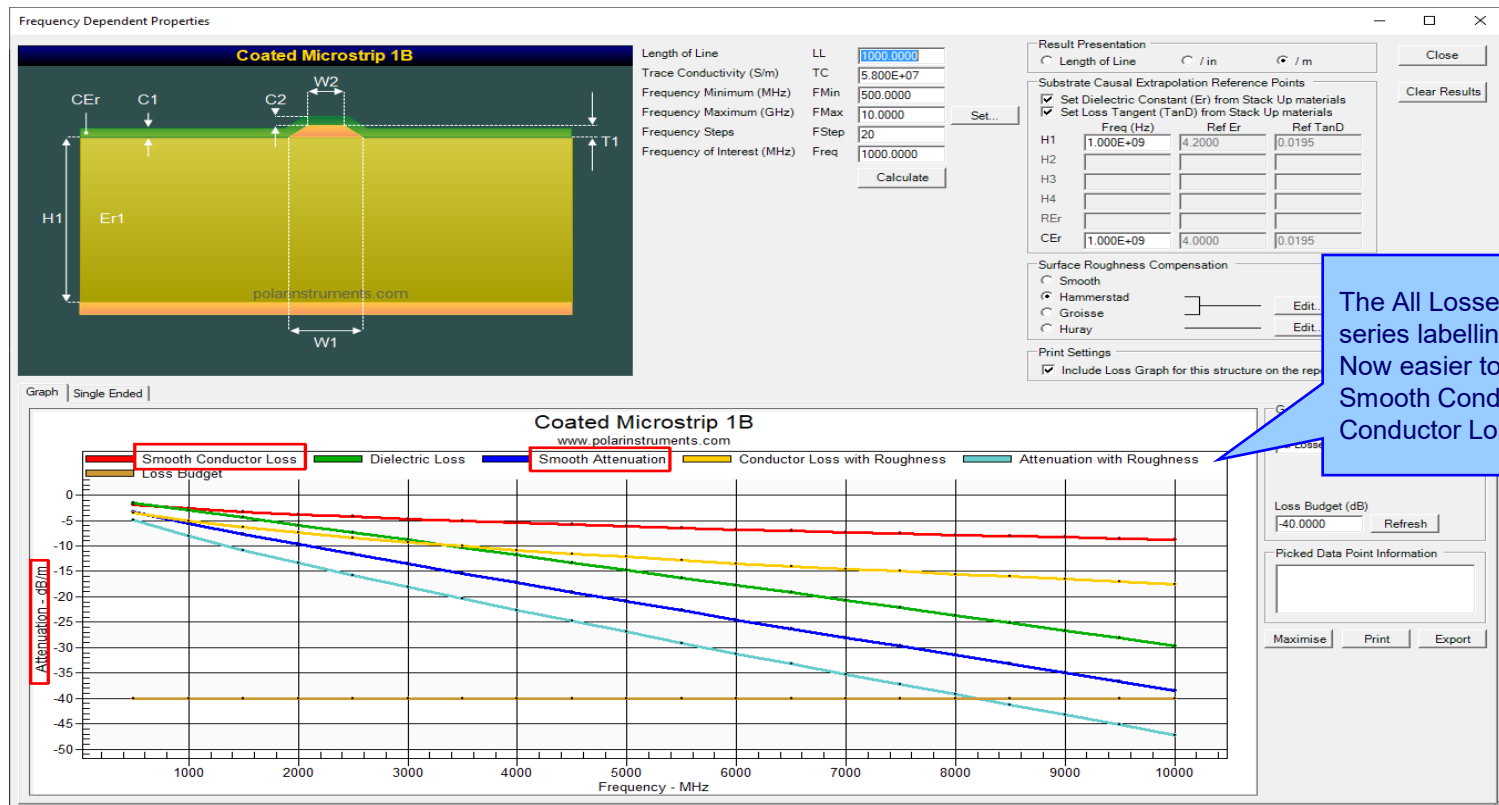 Frequency Dependent Properties
Coated Microstrip 1B
W2
CEr C1 C2
T1
H1 Er1
polarinstruments.com
W1
Length of Line LL 1000.0000
Trace Conductivity (S/m) TC 5.800E+07
Frequency Minimum (MHz) FMin 500.0000
Frequency Maximum (GHz) FMax 10.0000 Set...
Frequency Steps FStep 20
Frequency of Interest (MHz) Freq 1000.0000
Calculate
Result Presentation
Length of Line / in / m
Close
Clear Results
Substrate Causal Extrapolation Reference Points
Set Dielectric Constant (Er) from Stack Up materials
Set Loss Tangent (TanD) from Stack Up materials
Freq (Hz) Ref Er Ref TanD
H1 1.000E+09 4.2000 0.0195
H2
H3
H4
REr
CEr 1.000E+09 4.0000 0.0195
Surface Roughness Compensation
Smooth
Hammerstad Edit..
Groisse
Huray Edit..
Print Settings
Include Loss Graph for this structure on the rep
The All Losse
series labellin
Now easier to
Smooth Cond
Conductor Lo
Graph Single Ended
Coated Microstrip 1B
www.polarinstruments.com
Smooth Conductor Loss Dielectric Loss Smooth Attenuation Conductor Loss with Roughness Attenuation with Roughness
Loss Budget
Attenuation - dB/m
0
-5
-10
-15
-20
-25
-30
-35
-40
-45
-50
1000 2000 3000 4000 5000 6000 7000 8000 9000 10000
Frequency - MHz
Loss Budget (dB)
-40.0000 Refresh
Picked Data Point Information
Maximise Print Export